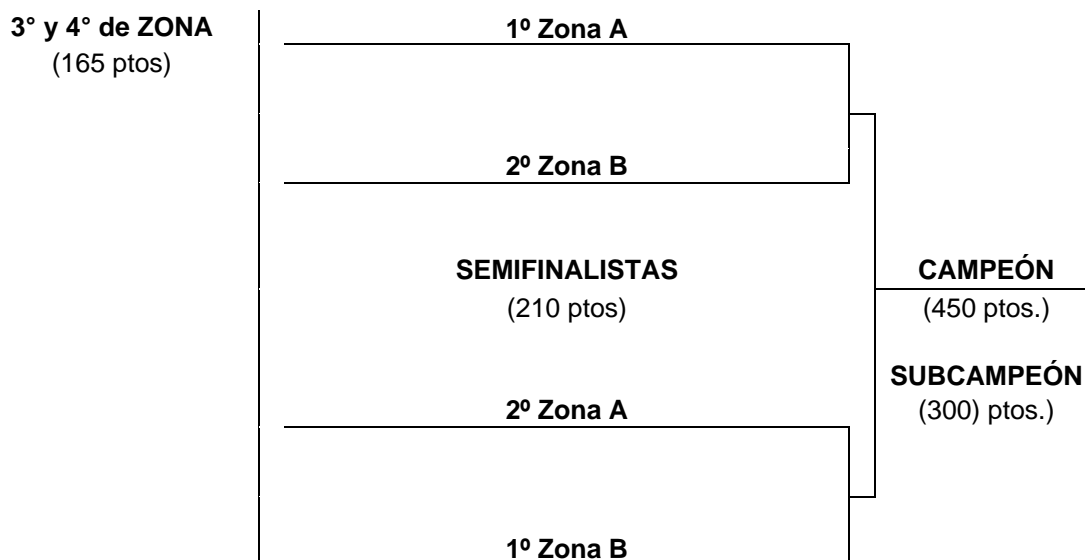 3° y 4° de ZONA
(165 ptos)
1º Zona A
2º Zona B
SEMIFINALISTAS
(210 ptos)
CAMPEÓN
(450 ptos.)
SUBCAMPEÓN
(300) ptos.)
2º Zona A
1º Zona B